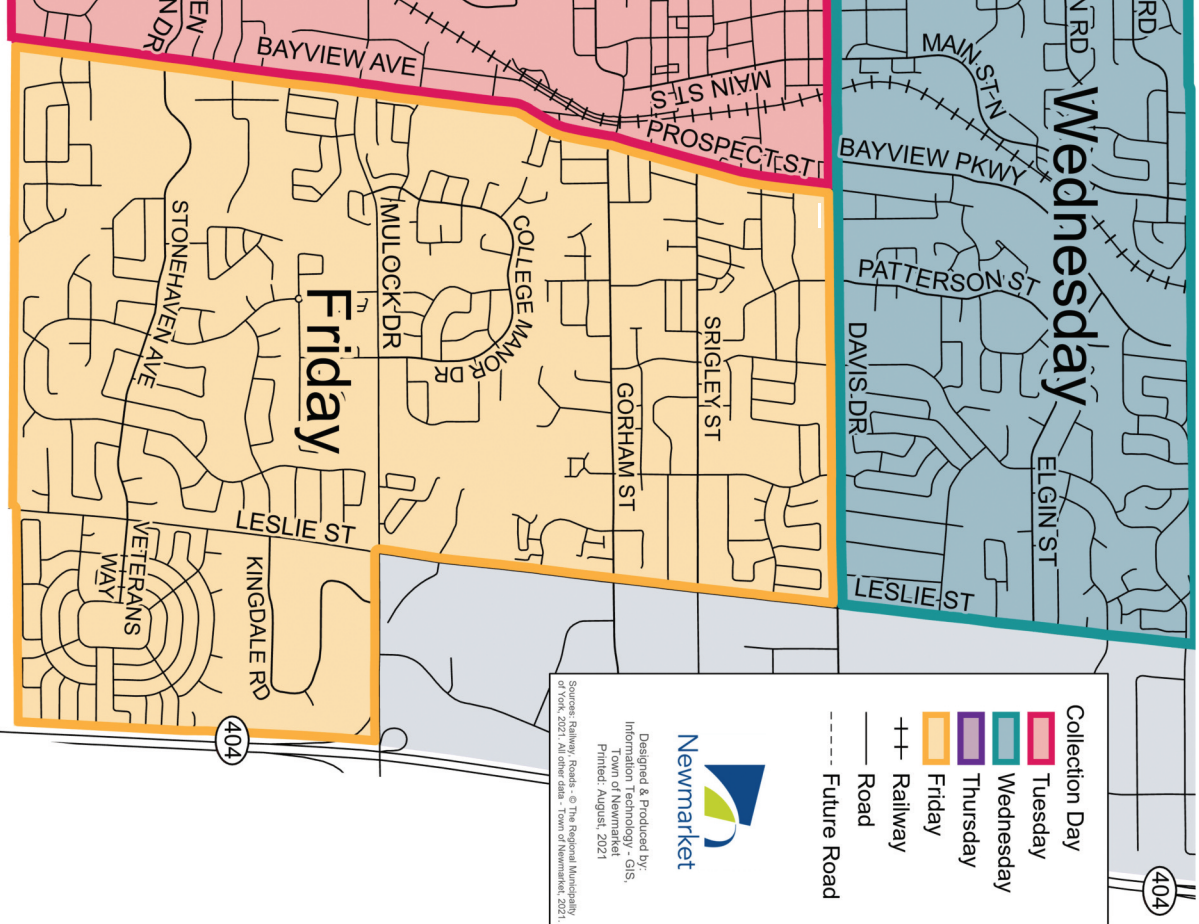 N DR
EN
BAYVIEW AVE
MAIN ST S
PROSPECT ST
MAIN ST N
N RD
RD
Wednesday
BAYVIEW PKWY
PATTERSON ST
DAVIS DR
ELGIN ST
LESLIE ST
STONEHAVEN AVE
MULOCK DR
COLLEGE MANOR DR
Friday
SRIGLEY ST
GORHAM ST
LESLIE ST
VETERANS
WAY
KINGDALE RD
404
404
Collection Day
Tuesday
Wednesday
Thursday
Friday
Railway
Road
Future Road
Newmarket
Designed & Produced by:
Information Technology - GIS,
Town of Newmarket
Printed: August, 2021
Sources: Railway, Roads - © The Regional Municipality
of York, 2021. All other data - Town of Newmarket, 2021.